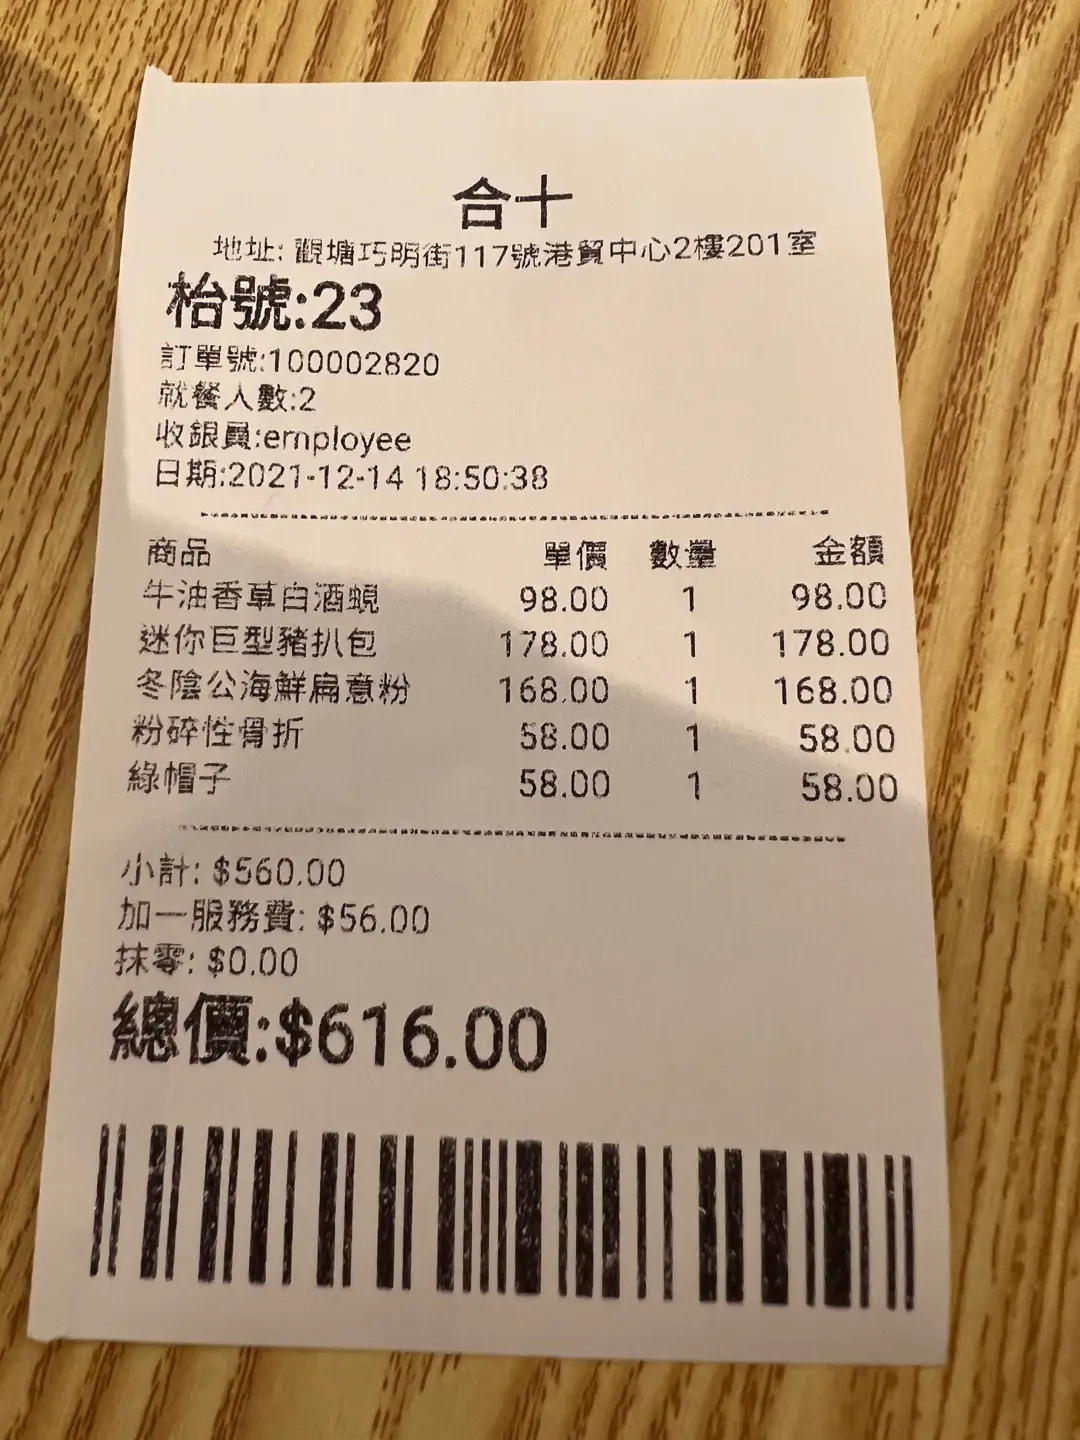 合十
地址: 觀塘巧明街117號港貿中心2樓201室
枱號:23
訂單號:100002820
就餐人數:2
收銀員:employee
日期:2021-12-14 18:50:38
商品 單價 數量 金額
牛油香草白酒蜆 98.00 1 98.00
迷你巨型豬扒包 178.00 1 178.00
冬陰公海鮮扁意粉 168.00 1 168.00
粉碎性骨折 58.00 1 58.00
綠帽子 58.00 1 58.00
小計: $560.00
加一服務費: $56.00
抹零: $0.00
總價:$616.00